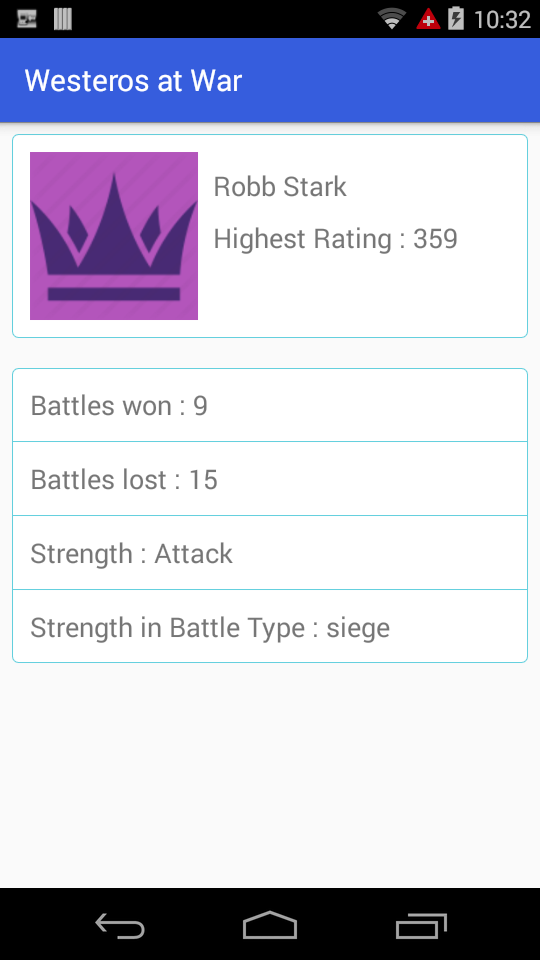 10:32
Westeros at War
Robb Stark
Highest Rating : 359
Battles won : 9
Battles lost : 15
Strength : Attack
Strength in Battle Type : siege